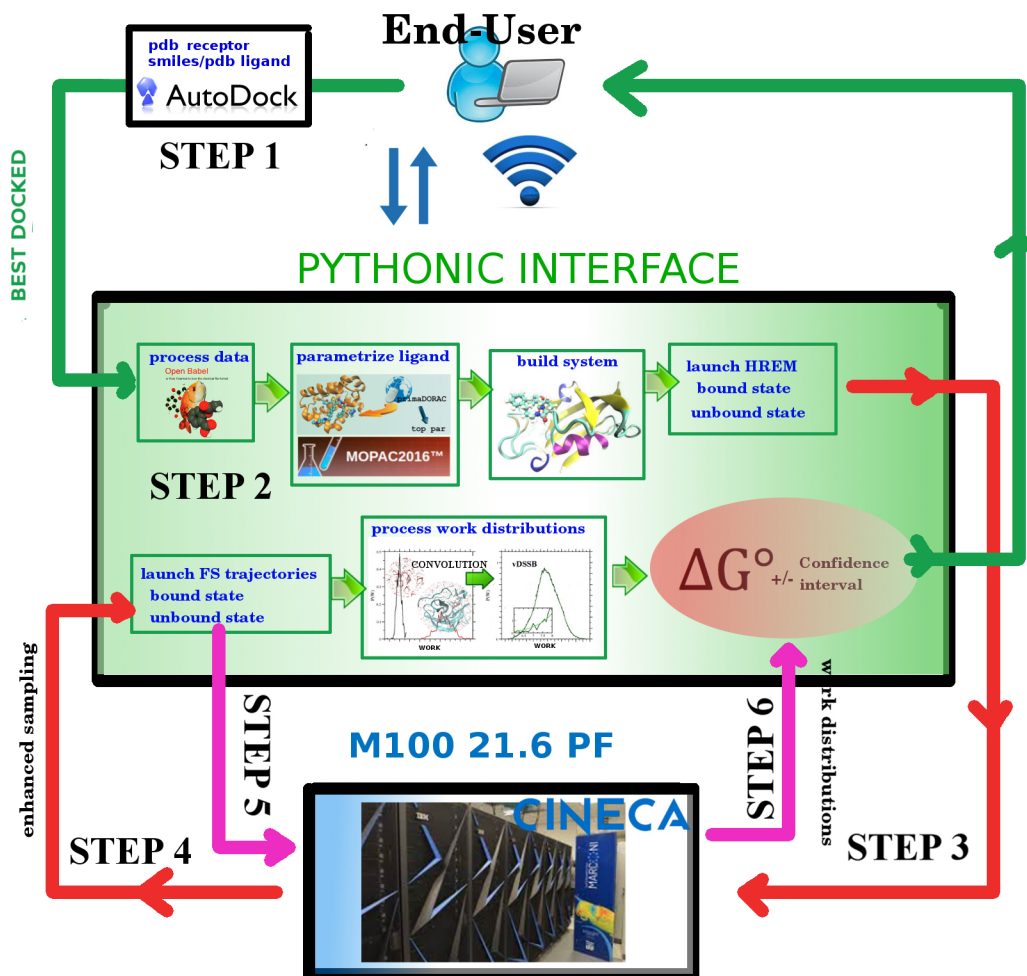 End-User
pdb receptor
smiles/pdb ligand
AutoDock
STEP 1
BEST DOCKED
PYTHONIC INTERFACE
process data
Open Babel
parametrize ligand
primaDORAC
top par
MOPAC2016™
build system
launch HREM
bound state
unbound state
STEP 2
launch FS trajectories
bound state
unbound state
process work distributions
CONVOLUTION
P(W)
WORK
vDSSB
P(W)
WORK
ΔG°
+/- Confidence
interval
enhanced sampling
STEP 5
STEP 6
work distributions
M100 21.6 PF
CINECA
IBM
MARCONI
STEP 4
STEP 3